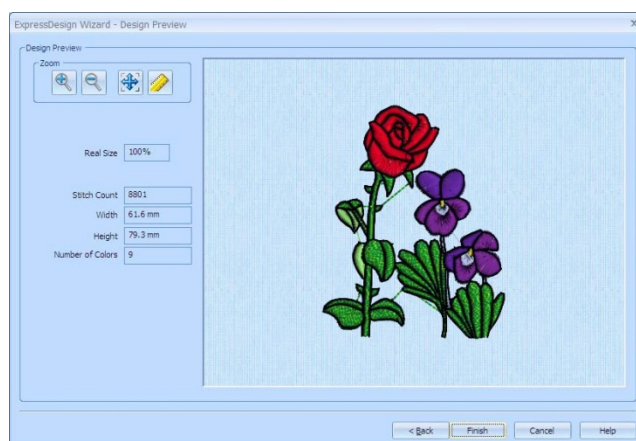 ExpressDesign Wizard - Design Preview
Design Preview
Zoom
Real Size 100%
Stitch Count 8801
Width 61.6 mm
Height 79.3 mm
Number of Colors 9
< Back Finish Cancel Help